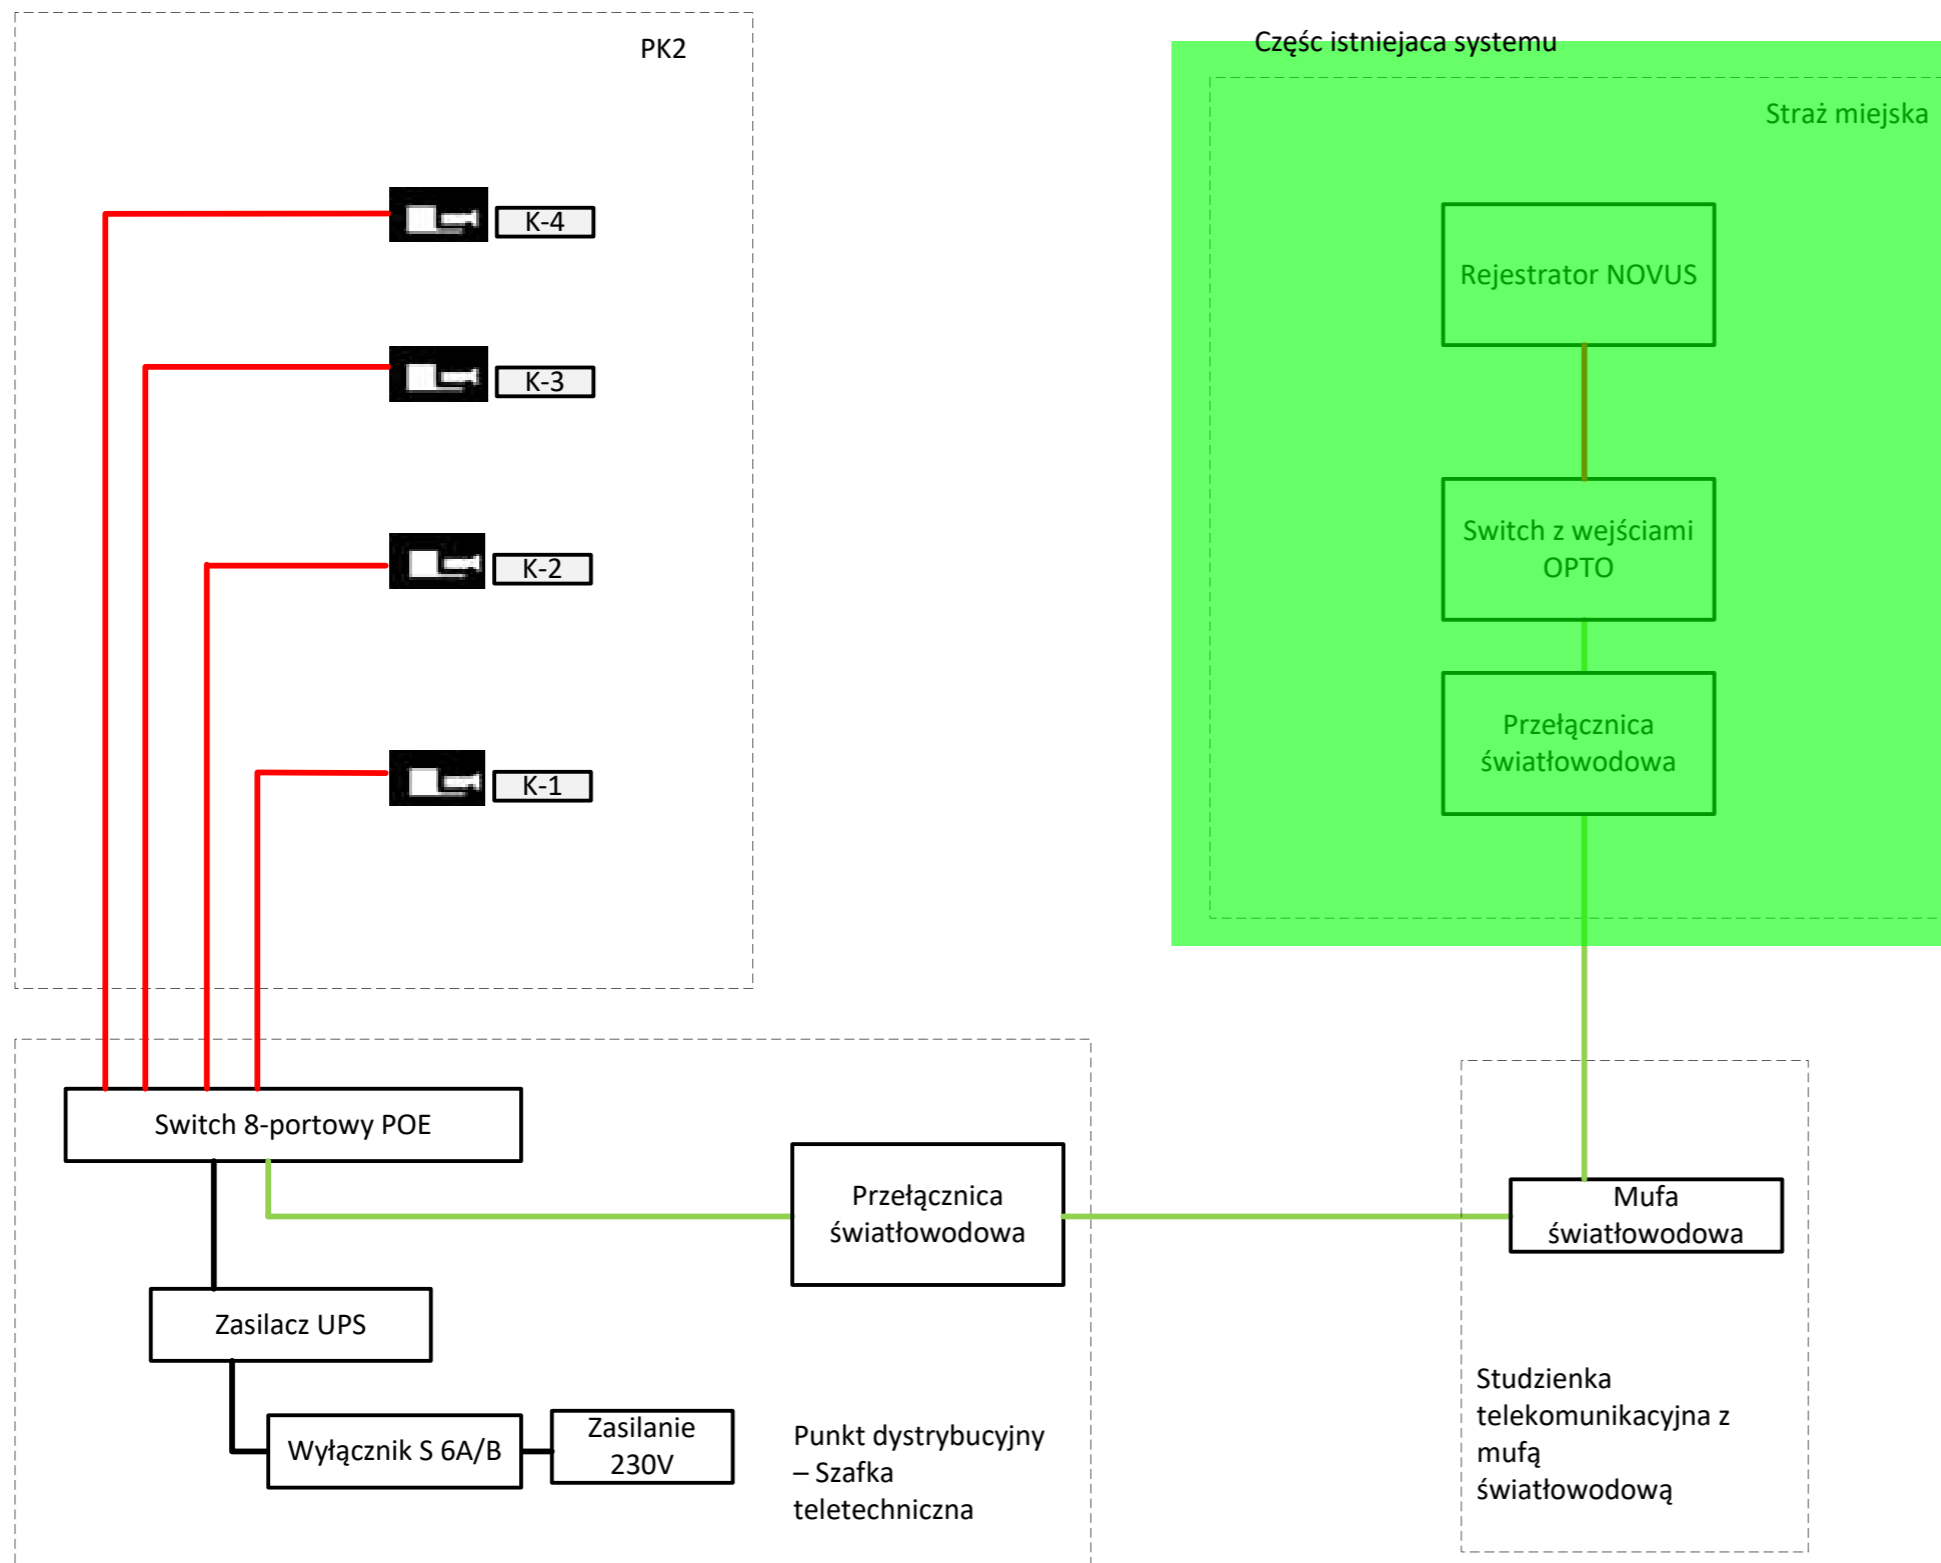 PK2
K-4
K-3
K-2
K-1
Częśc istniejaca systemu
Straż miejska
Rejestrator NOVUS
Switch z wejściami
OPTO
Przełącznica
światłowodowa
Switch 8-portowy POE
Przełącznica
światłowodowa
Zasilacz UPS
Wyłącznik S 6A/B
Zasilanie
230V
Punkt dystrybucyjny
– Szafka
teletechniczna
Mufa
światłowodowa
Studzienka
telekomunikacyjna z
mufą
światłowodową